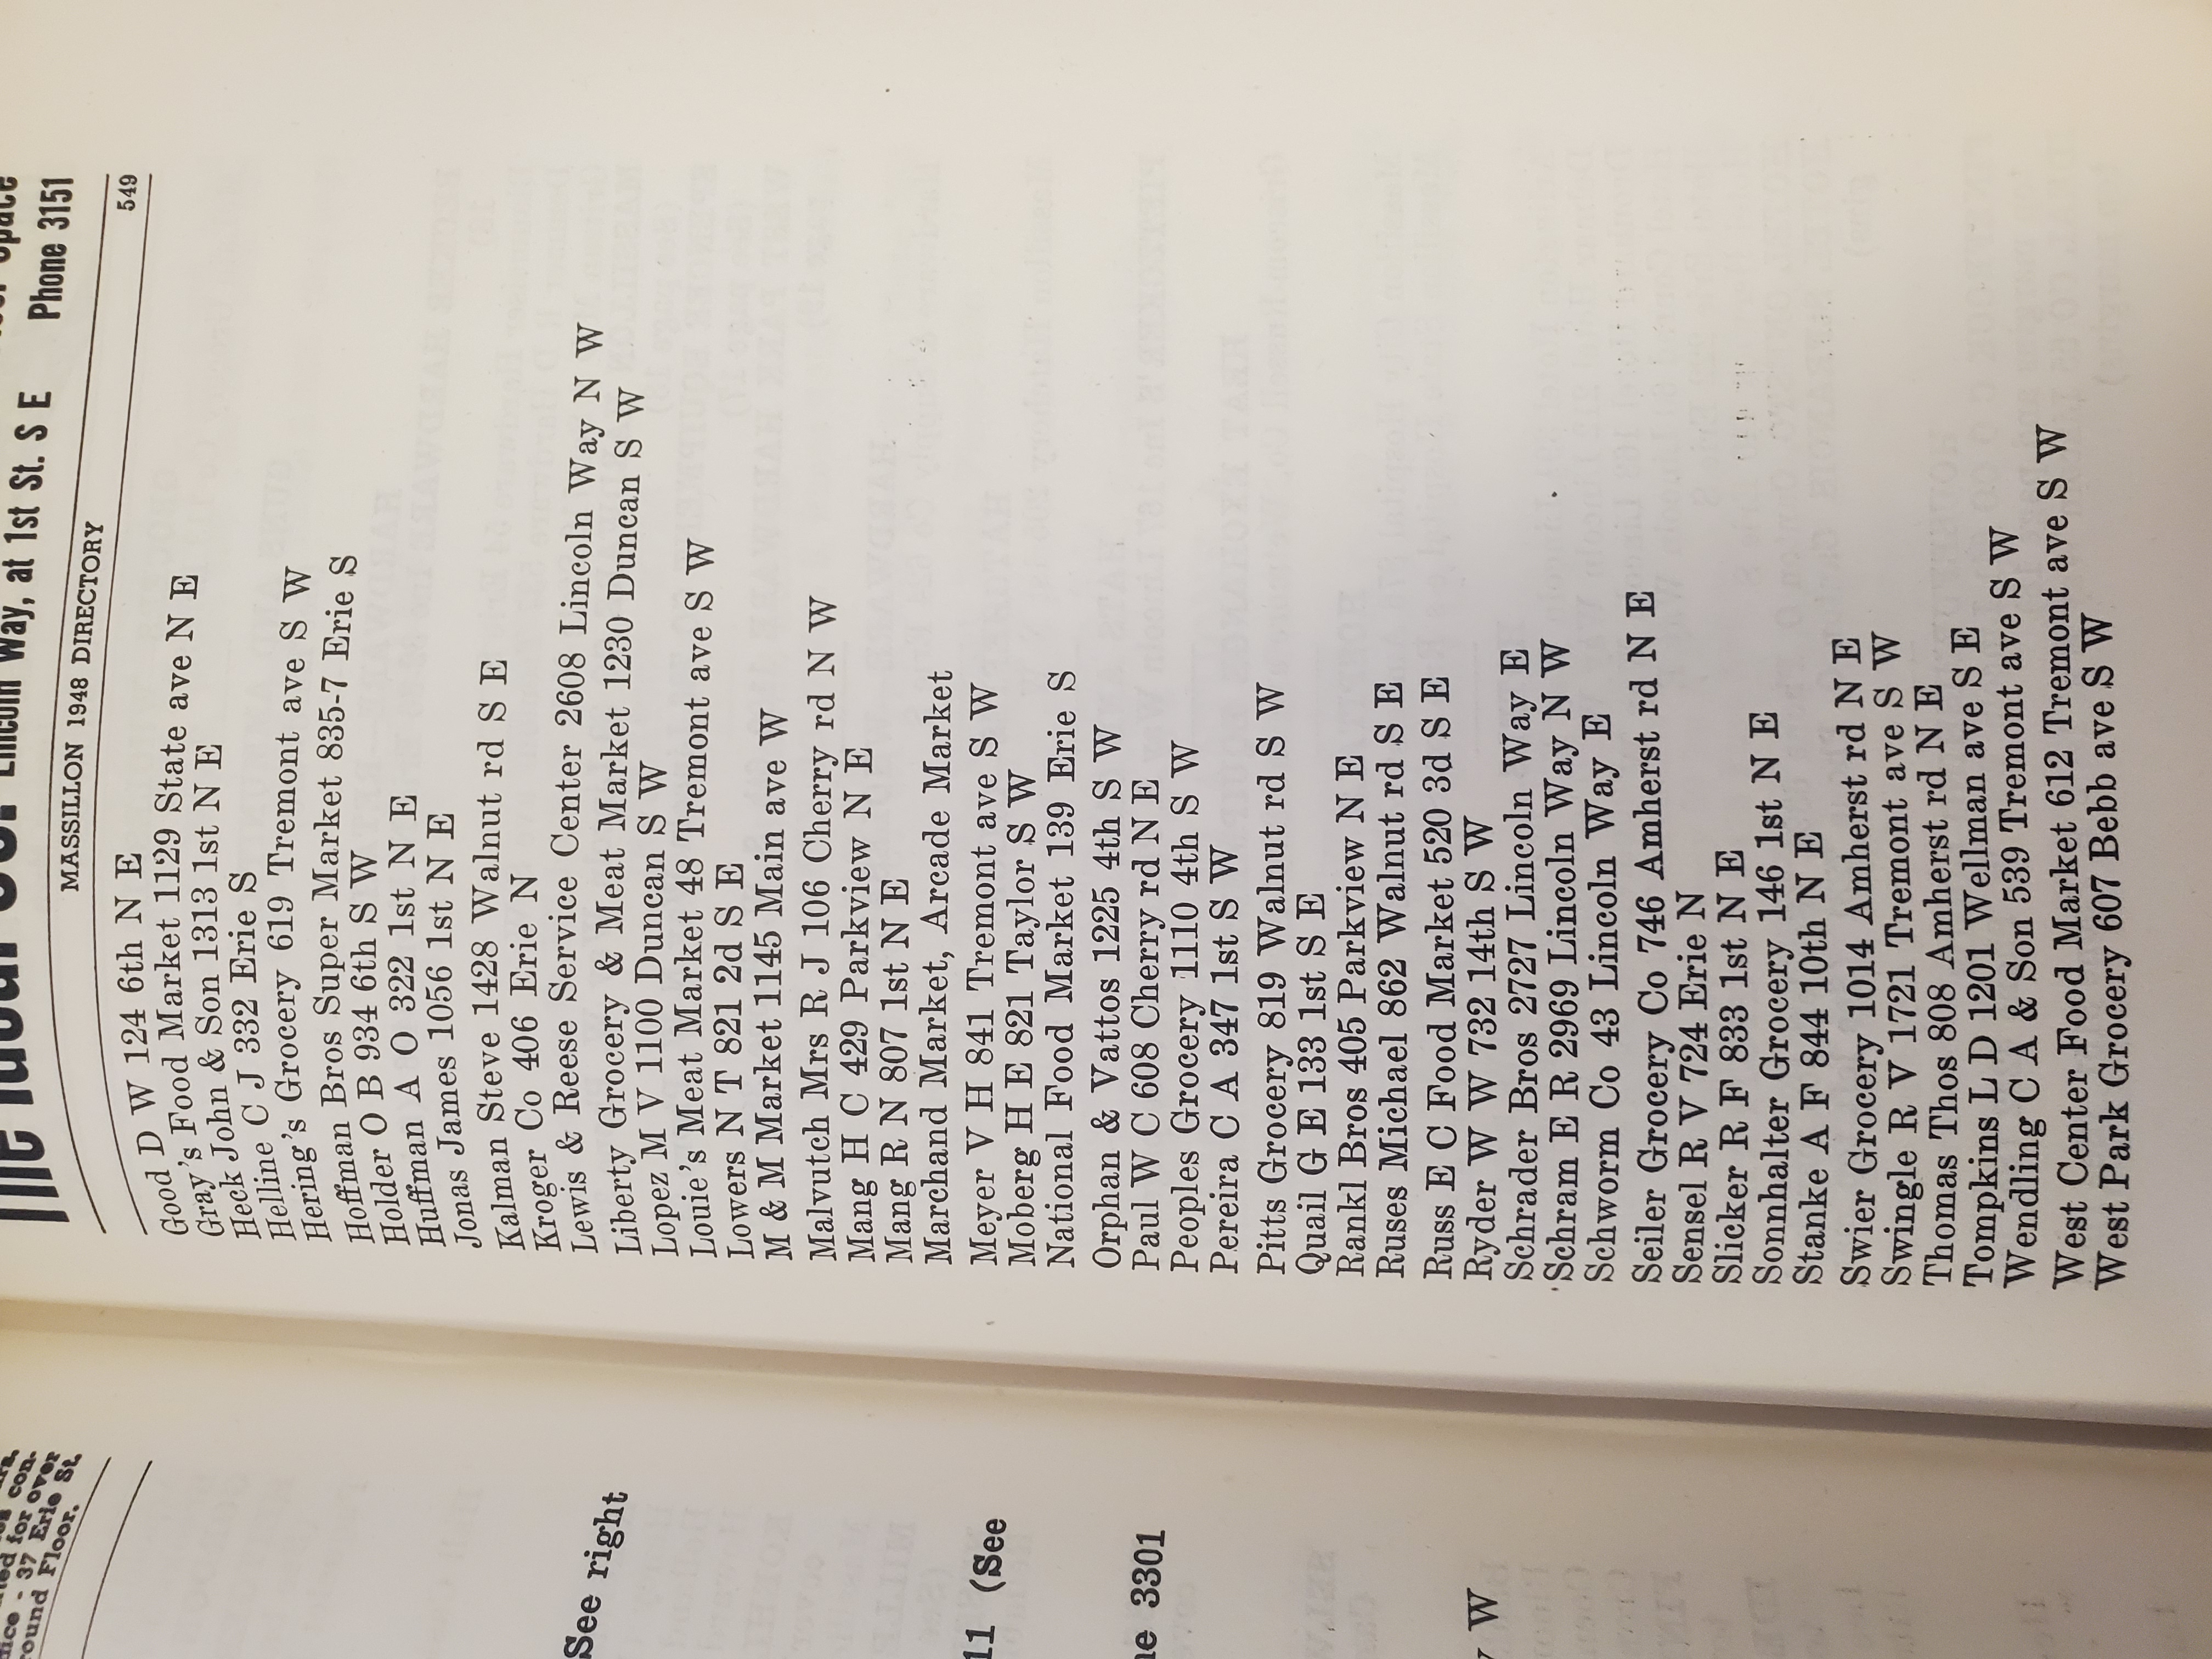 Lincoln Way, at 1st St. S E Phone 3151
MASSILLON 1948 DIRECTORY 549
Good D W 124 6th N E
Gray's Food Market 1129 State ave N E
Heck John & Son 1313 1st N E
Helline C J 332 Erie S
Hering's Grocery 619 Tremont ave S W
Hoffman Bros Super Market 835-7 Erie S
Holder O B 934 6th S W
Huffman A O 322 1st N E
Jonas James 1056 1st N E
Kalman Steve 1428 Walnut rd S E
Kroger Co 406 Erie N
Lewis & Reese Service Center 2608 Lincoln Way N W
Liberty Grocery & Meat Market 1230 Duncan S W
Lopez M V 1100 Duncan S W
Louie's Meat Market 48 Tremont ave S W
Lowers N T 821 2d S E
M & M Market 1145 Main ave W
Malvutch Mrs R J 106 Cherry rd N W
Mang H C 429 Parkview N E
Mang R N 807 1st N E
Marchand Market, Arcade Market
Meyer V H 841 Tremont ave S W
Moberg H E 821 Taylor S W
National Food Market 139 Erie S
Orphan & Vattos 1225 4th S W
Paul W C 608 Cherry rd N E
Peoples Grocery 1110 4th S W
Pereira C A 347 1st S W
Pitts Grocery 819 Walnut rd S W
Quail G E 133 1st S E
Rankl Bros 405 Parkview N E
Ruses Michael 862 Walnut rd S E
Russ E C Food Market 520 3d S E
Ryder W W 732 14th S W
Schrader Bros 2727 Lincoln Way E
Schram E R 2969 Lincoln Way N W
Schworm Co 43 Lincoln Way E
Seiler Grocery Co 746 Amherst rd N E
Sensel R V 724 Erie N
Slicker R F 833 1st N E
Sonnhalter Grocery 146 1st N E
Stanke A F 844 10th N E
Swier Grocery 1014 Amherst rd N E
Swingle R V 1721 Tremont ave S W
Thomas Thos 808 Amherst rd N E
Tompkins L D 1201 Wellman ave S E
Wendling C A & Son 539 Tremont ave S W
West Center Food Market 612 Tremont ave S W
West Park Grocery 607 Bebb ave S W
for over
37 Erie St.
Floor.
See right
11 (See
3301
W